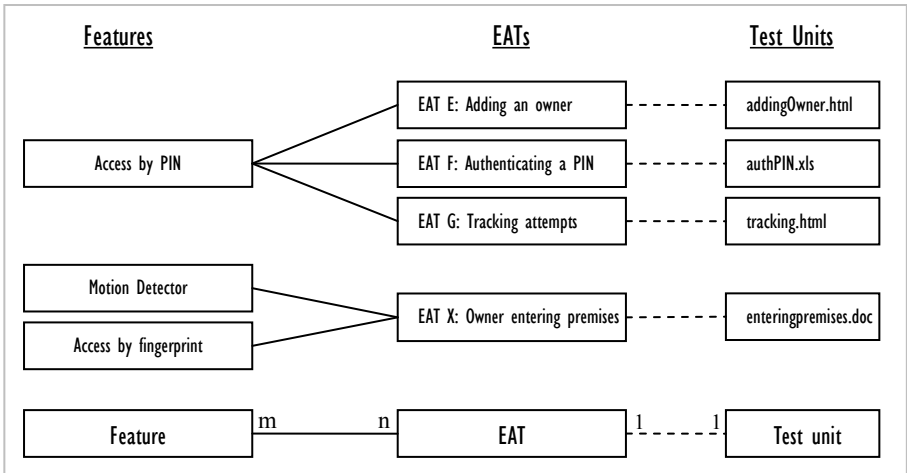 Features EATs Test Units
EAT E: Adding an owner addingOwner.htnl
Access by PIN EAT F: Authenticating a PIN authPIN.xls
EAT G: Tracking attempts tracking.html
Motion Detector
EAT X: Owner entering premises enteringpremises.doc
Access by fingerprint
m n 1 1
Feature EAT Test unit